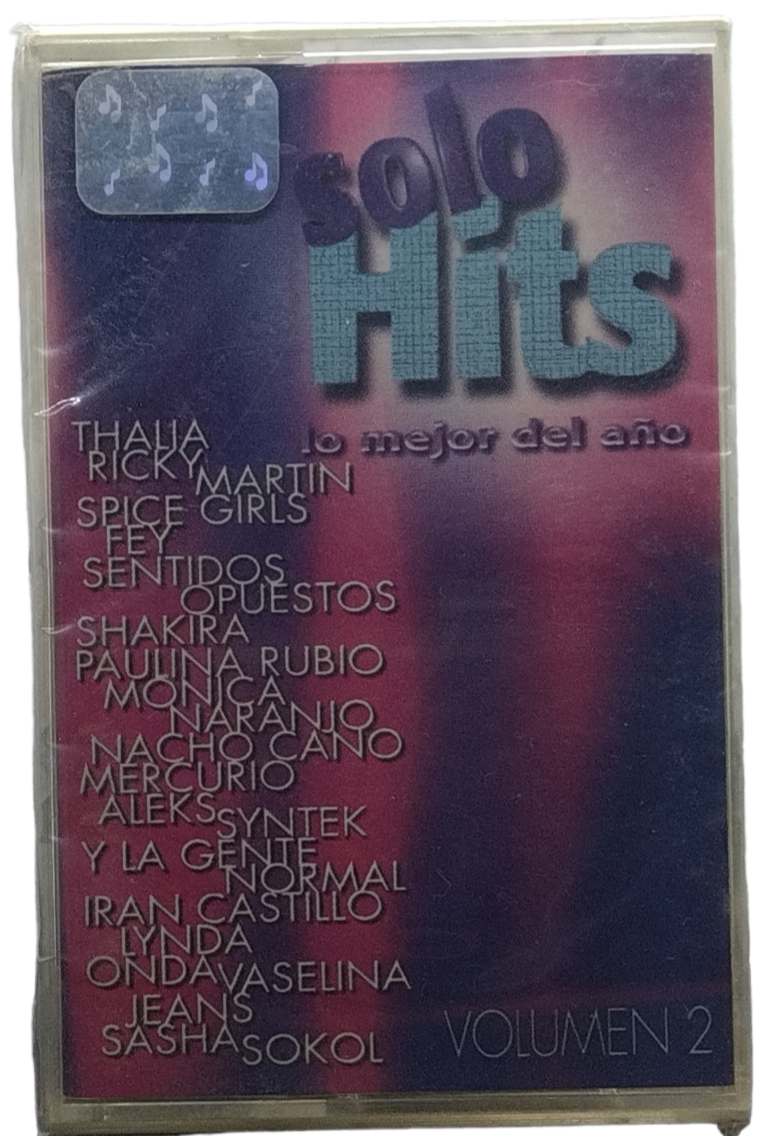 solo
Hits
lo mejor del año
THALIA
RICKY MARTIN
SPICE GIRLS
FEY
SENTIDOS
OPUESTOS
SHAKIRA
PAULINA RUBIO
MONICA
NARANJO
NACHO CANO
MERCURIO
ALEKS SYNTEK
Y LA GENTE
NORMAL
IRAN CASTILLO
LYNDA
ONDA VASELINA
JEANS
SASHA SOKOL
VOLUMEN 2